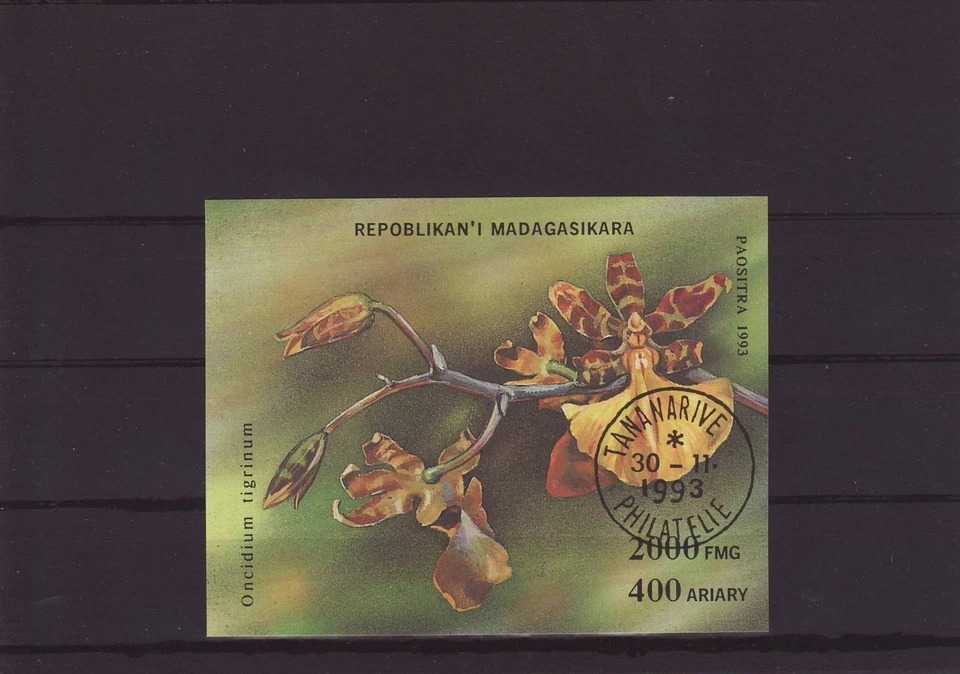 REPOBLIKAN'I MADAGASIKARA
PAOSITRA 1993
Oncidium tigrinum
TANANARIVE
*
30 - 11.
1993
PHILATELIE
2000 FMG
400 ARIARY